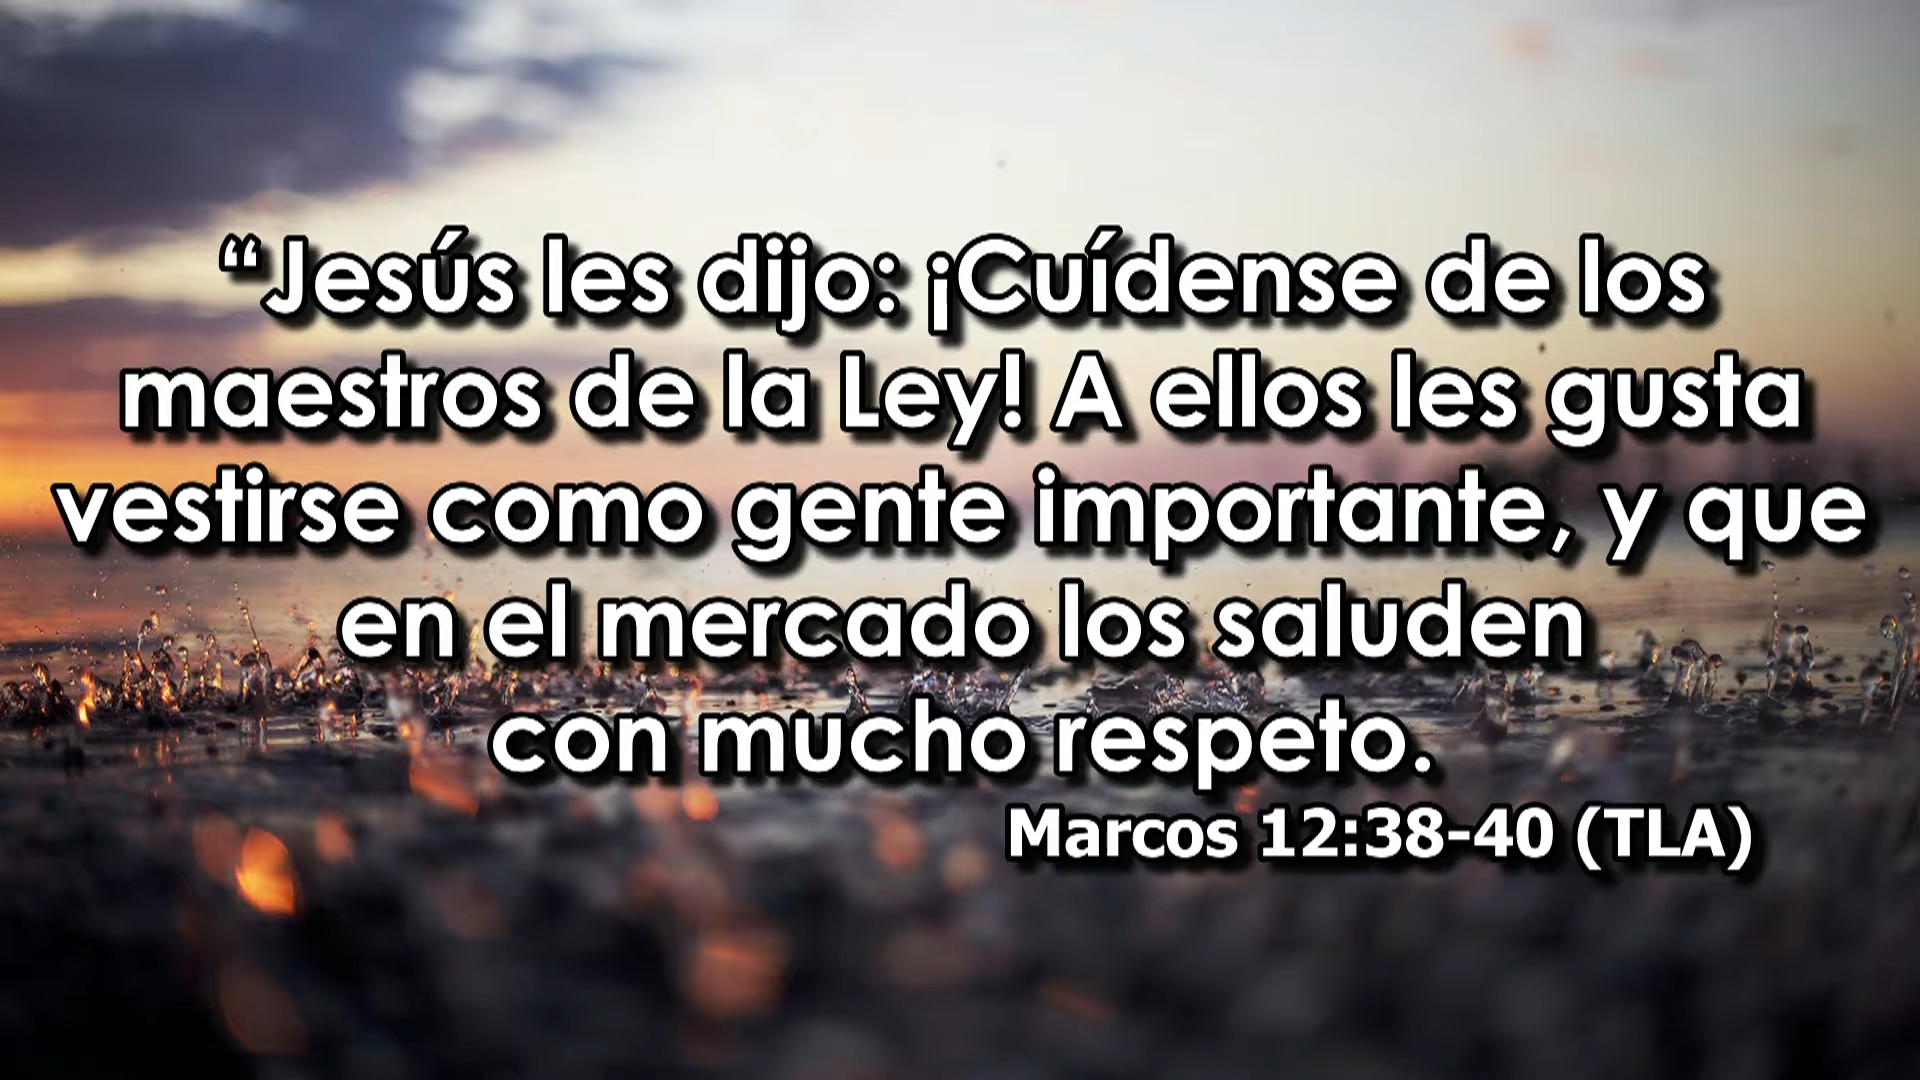 “Jesús les dijo: ¡Cuídense de los
maestros de la Ley! A ellos les gusta
vestirse como gente importante, y que
en el mercado los saluden
con mucho respeto.
Marcos 12:38-40 (TLA)